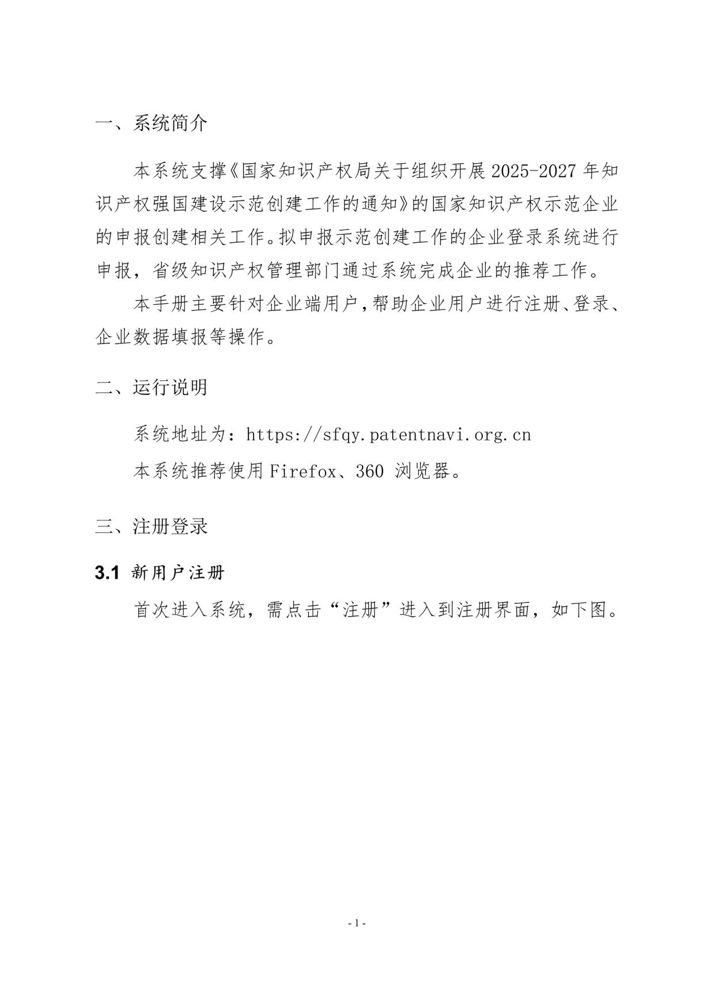 一、系统简介
本系统支撑《国家知识产权局关于组织开展 2025-2027 年知
识产权强国建设示范创建工作的通知》的国家知识产权示范企业
的申报创建相关工作。拟申报示范创建工作的企业登录系统进行
申报，省级知识产权管理部门通过系统完成企业的推荐工作。
本手册主要针对企业端用户，帮助企业用户进行注册、登录、
企业数据填报等操作。
二、运行说明
系统地址为：https://sfqy.patentnavi.org.cn
本系统推荐使用 Firefox、360 浏览器。
三、注册登录
3.1 新用户注册
首次进入系统，需点击“注册”进入到注册界面，如下图。
- 1 -